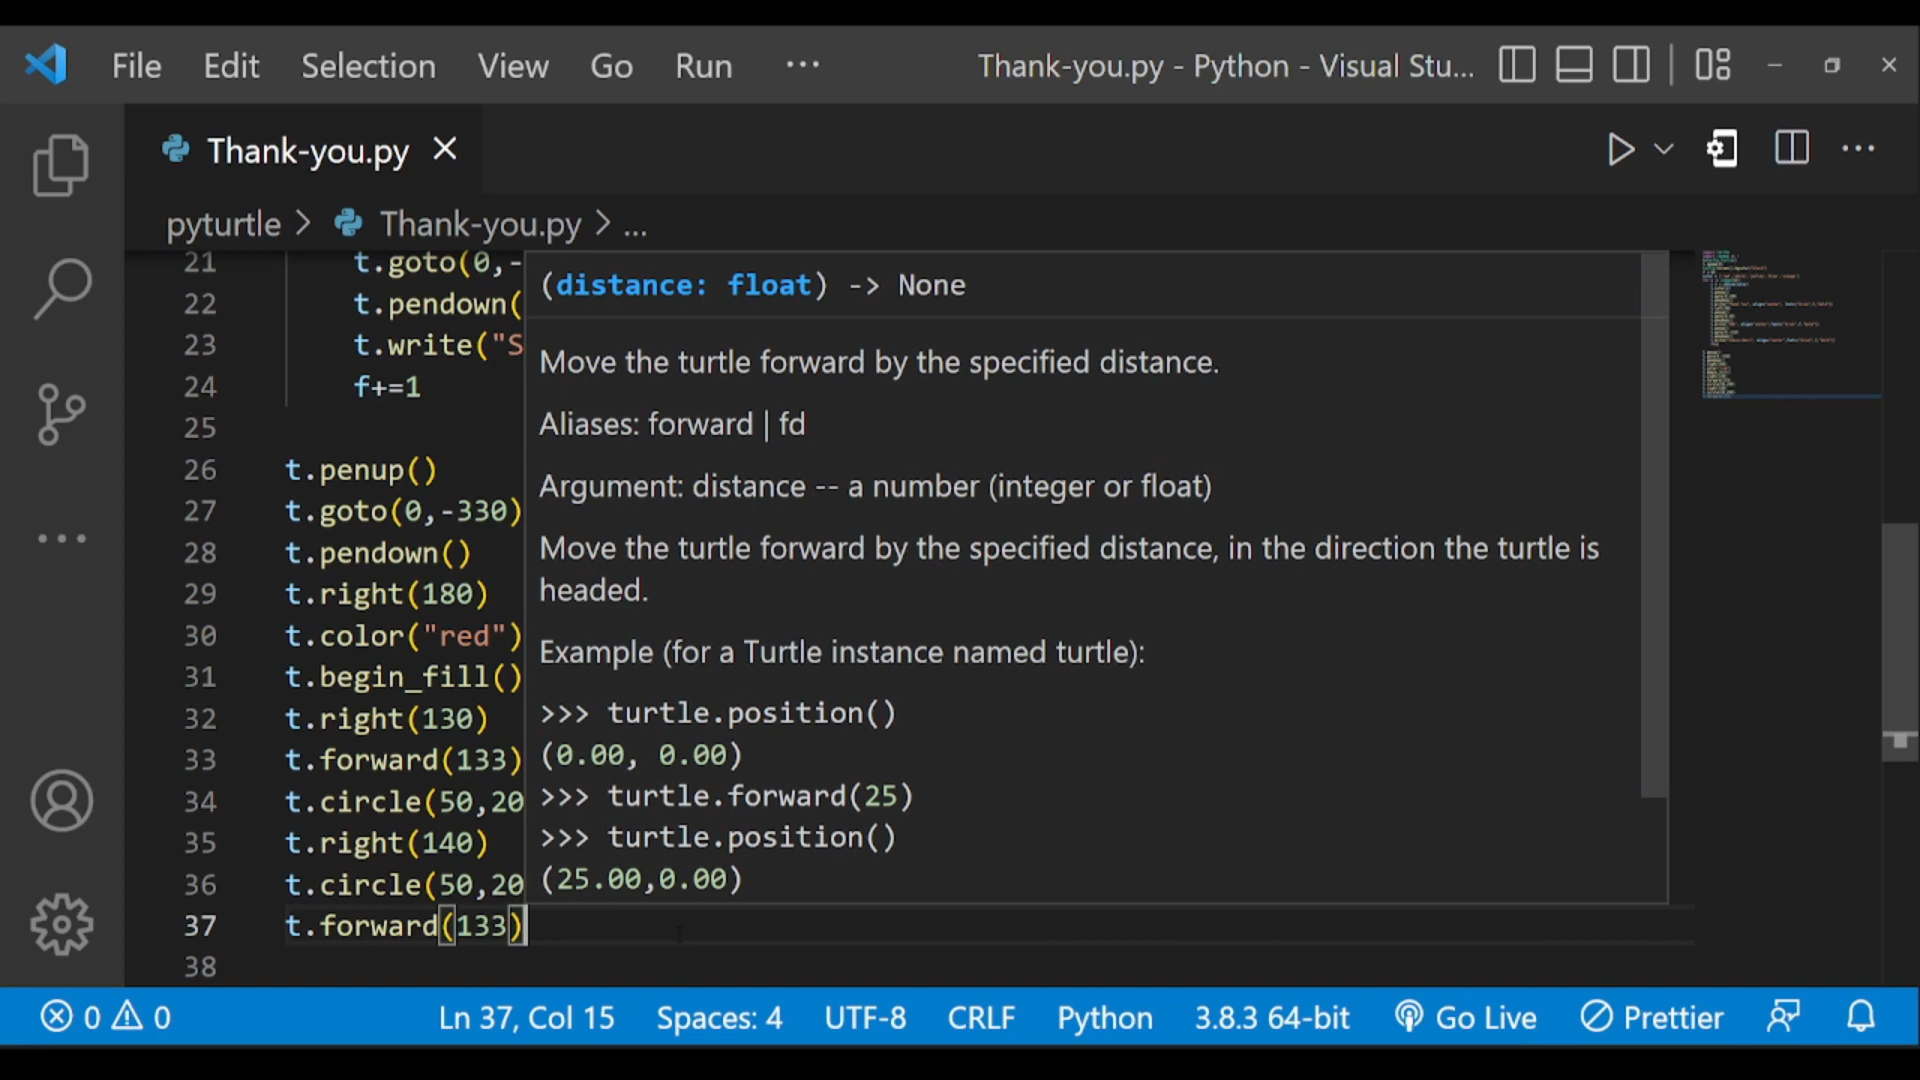 File Edit Selection View Go Run ··· Thank-you.py - Python - Visual Stu...
Thank-you.py
pyturtle > Thank-you.py > ...
21 t.goto(0,-
22 t.pendown(
23 t.write("S
24 f+=1
25
26 t.penup()
27 t.goto(0,-330)
28 t.pendown()
29 t.right(180)
30 t.color("red")
31 t.begin_fill()
32 t.right(130)
33 t.forward(133)
34 t.circle(50,20
35 t.right(140)
36 t.circle(50,20
37 t.forward(133)
38
(distance: float) -> None
Move the turtle forward by the specified distance.
Aliases: forward | fd
Argument: distance -- a number (integer or float)
Move the turtle forward by the specified distance, in the direction the turtle is
headed.
Example (for a Turtle instance named turtle):
>>> turtle.position()
(0.00, 0.00)
>>> turtle.forward(25)
>>> turtle.position()
(25.00,0.00)
0 0 Ln 37, Col 15 Spaces: 4 UTF-8 CRLF Python 3.8.3 64-bit Go Live Prettier